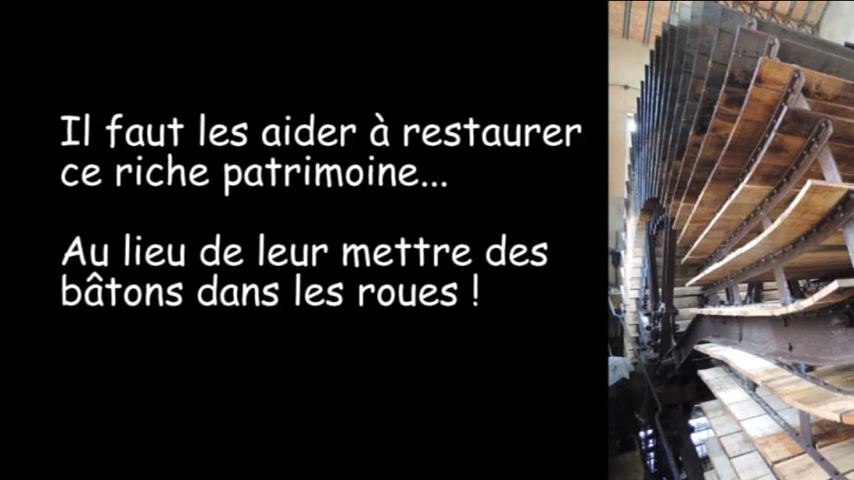 Il faut les aider à restaurer
ce riche patrimoine...
Au lieu de leur mettre des
bâtons dans les roues !